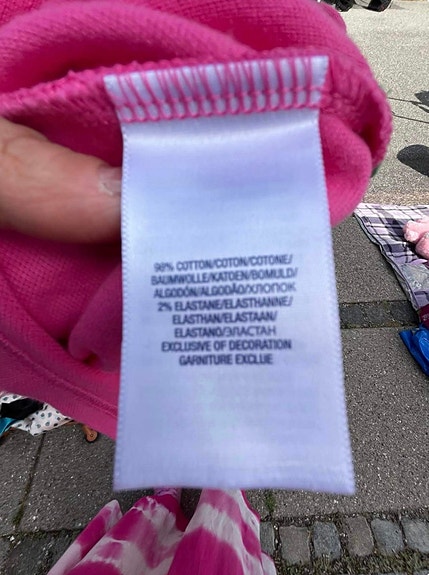 98% COTTON/COTON/COTONE/
BAUMWOLLE/KATOEN/BOMULD/
ALGODÓN/ALGODÃO/ХЛОПОК
2% ELASTANE/ELASTHANNE/
ELASTHAN/ELASTAAN/
ELASTANO/ЭЛАСТАН
EXCLUSIVE OF DECORATION
GARNITURE EXCLUE